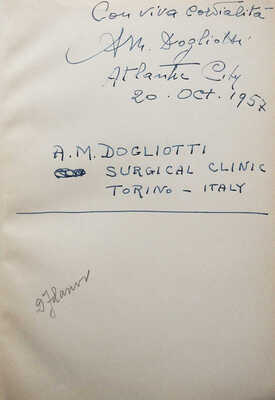 Con viva cordialità
A.M. Dogliotti
Atlantic City
20. OCT. 1957
A.M. DOGLIOTTI
SURGICAL CLINIC
TORINO - ITALY